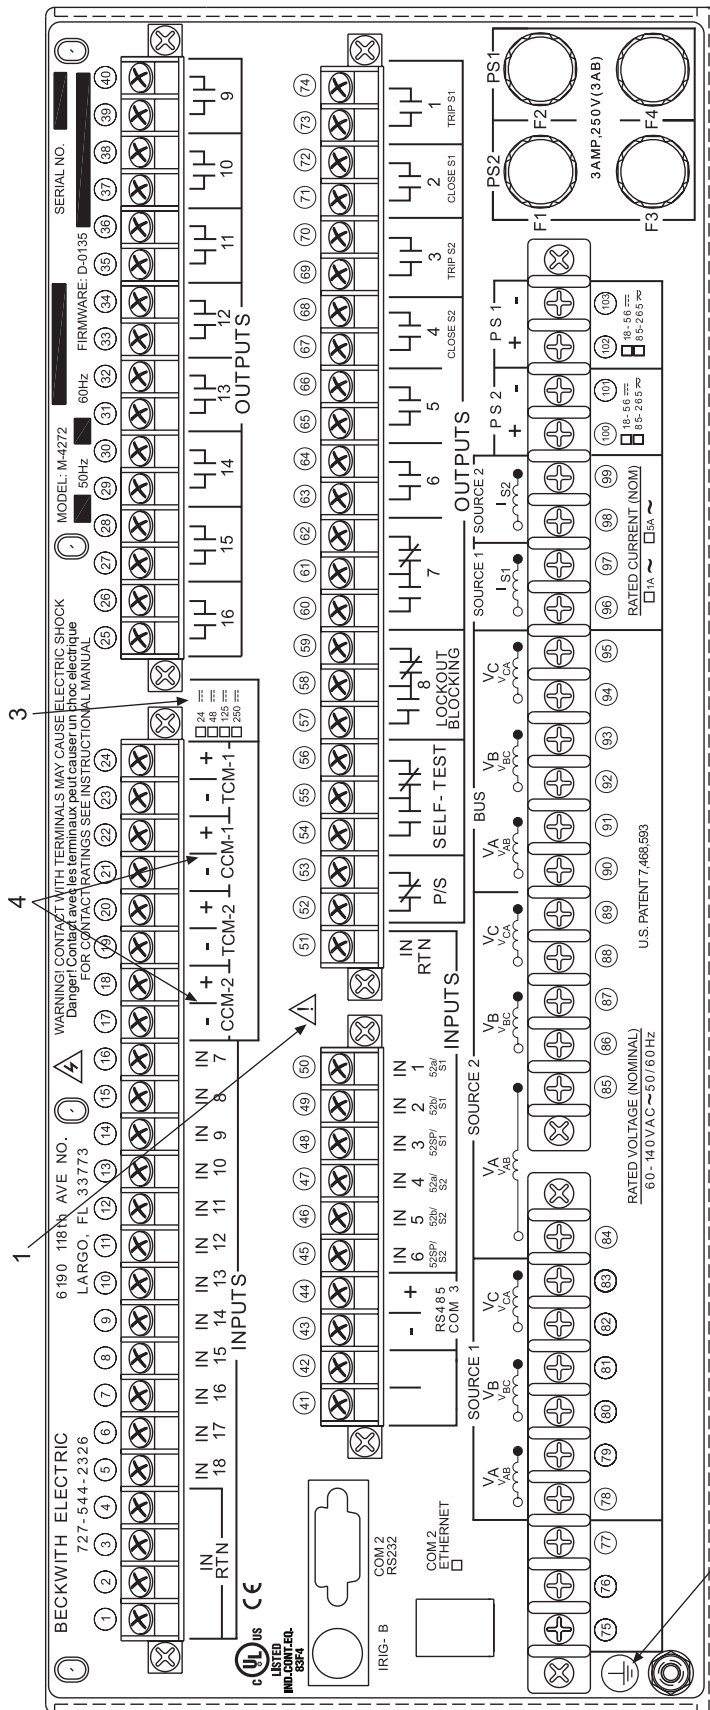 BECKWITH ELECTRIC
727-544-2326
6190 118th AVE NO.
LARGO, FL 33773
WARNING! CONTACT WITH TERMINALS MAY CAUSE ELECTRIC SHOCK
Danger! Contact avec les terminaux peut causer un choc electrique
FOR CONTACT RATINGS SEE INSTRUCTIONAL MANUAL
MODEL: M-4272
50Hz 60Hz
FIRMWARE: D-0135
SERIAL NO.
1
4
3
1 2 3 4 5 6 7 8 9 10 11 12 13 14 15 16 17 18 19 20 21 22 23 24
25 26 27 28 29 30 31 32 33 34 35 36 37 38 39 40
IN RTN
IN 18 IN 17 IN 16 IN 15 IN 14 IN 13 IN 12 IN 11 IN 10 IN 9 IN 8 IN 7
INPUTS
- + - + - + - +
CCM-2 TCM-2 CCM-1 TCM-1
24
48
125
250
16 15 14 13 12 11 10 9
OUTPUTS
C UL US
LISTED
IND.CONT.EQ.
83F4
CE
IRIG- B
COM 2
RS232
COM 2
ETHERNET
41 42 43 44 45 46 47 48 49 50
51 52 53 54 55 56 57 58 59 60 61 62 63 64 65 66 67 68 69 70 71 72 73 74
- +
RS485
COM 3
IN 6 52SP/S2
IN 5 52b/S2
IN 4 52a/S2
IN 3 52SP/S1
IN 2 52b/S1
IN 1 52a/S1
IN RTN
INPUTS
!
P/S
SELF-TEST
8
LOCKOUT
BLOCKING
7 6 5 4 3 2 1
CLOSE S2
TRIP S2
CLOSE S1
TRIP S1
OUTPUTS
SOURCE 1
VA VAB VB VBC VC VCA
SOURCE 2
VA VAB VB VBC VC VCA
BUS
VA VAB VB VBC VC VCA
SOURCE 1
I S1
SOURCE 2
I S2
PS 2
+ -
PS 1
+ -
75 76 77 78 79 80 81 82 83 84
85 86 87 88 89 90 91 92 93 94 95 96 97 98 99 100 101 102 103
RATED VOLTAGE (NOMINAL)
60-140VAC ~ 50/60Hz
U.S. PATENT 7,468,593
RATED CURRENT (NOM)
1A ~ 5A ~
18-56
85-265
18-56
85-265
PS2 PS1
F1 F2
3AMP,250V(3AB)
F3 F4